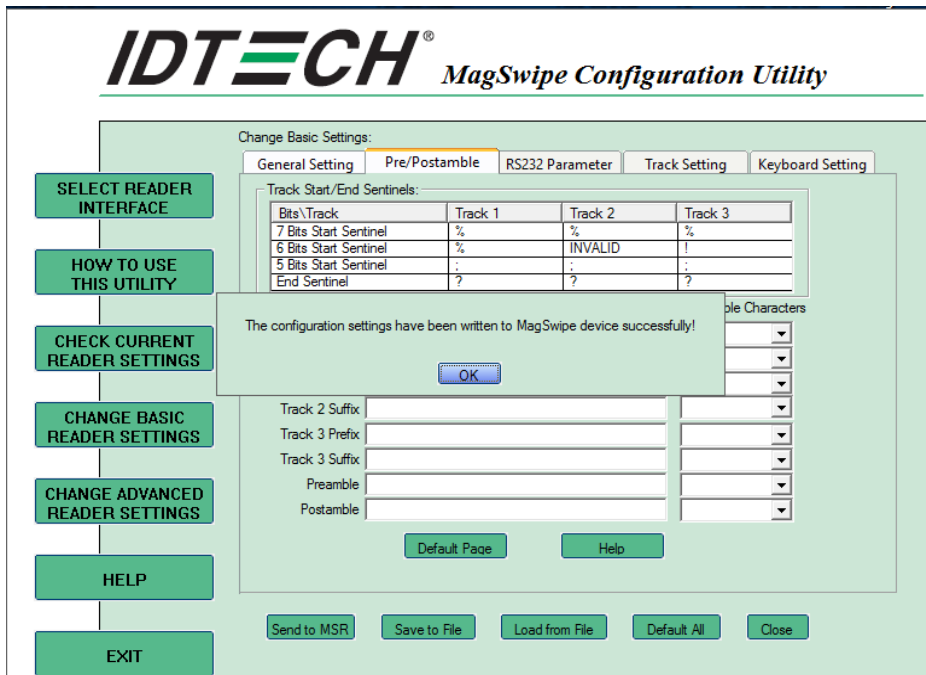 IDTECH® MagSwipe Configuration Utility
SELECT READER INTERFACE
HOW TO USE THIS UTILITY
CHECK CURRENT READER SETTINGS
CHANGE BASIC READER SETTINGS
CHANGE ADVANCED READER SETTINGS
HELP
EXIT
Change Basic Settings:
General Setting Pre/Postamble RS232 Parameter Track Setting Keyboard Setting
Track Start/End Sentinels:
Bits\Track Track 1 Track 2 Track 3
7 Bits Start Sentinel % % %
6 Bits Start Sentinel % INVALID !
5 Bits Start Sentinel ; ; ;
End Sentinel ? ? ?
Characters
The configuration settings have been written to MagSwipe device successfully!
OK
Track 2 Suffix
Track 3 Prefix
Track 3 Suffix
Preamble
Postamble
Default Page Help
Send to MSR Save to File Load from File Default All Close